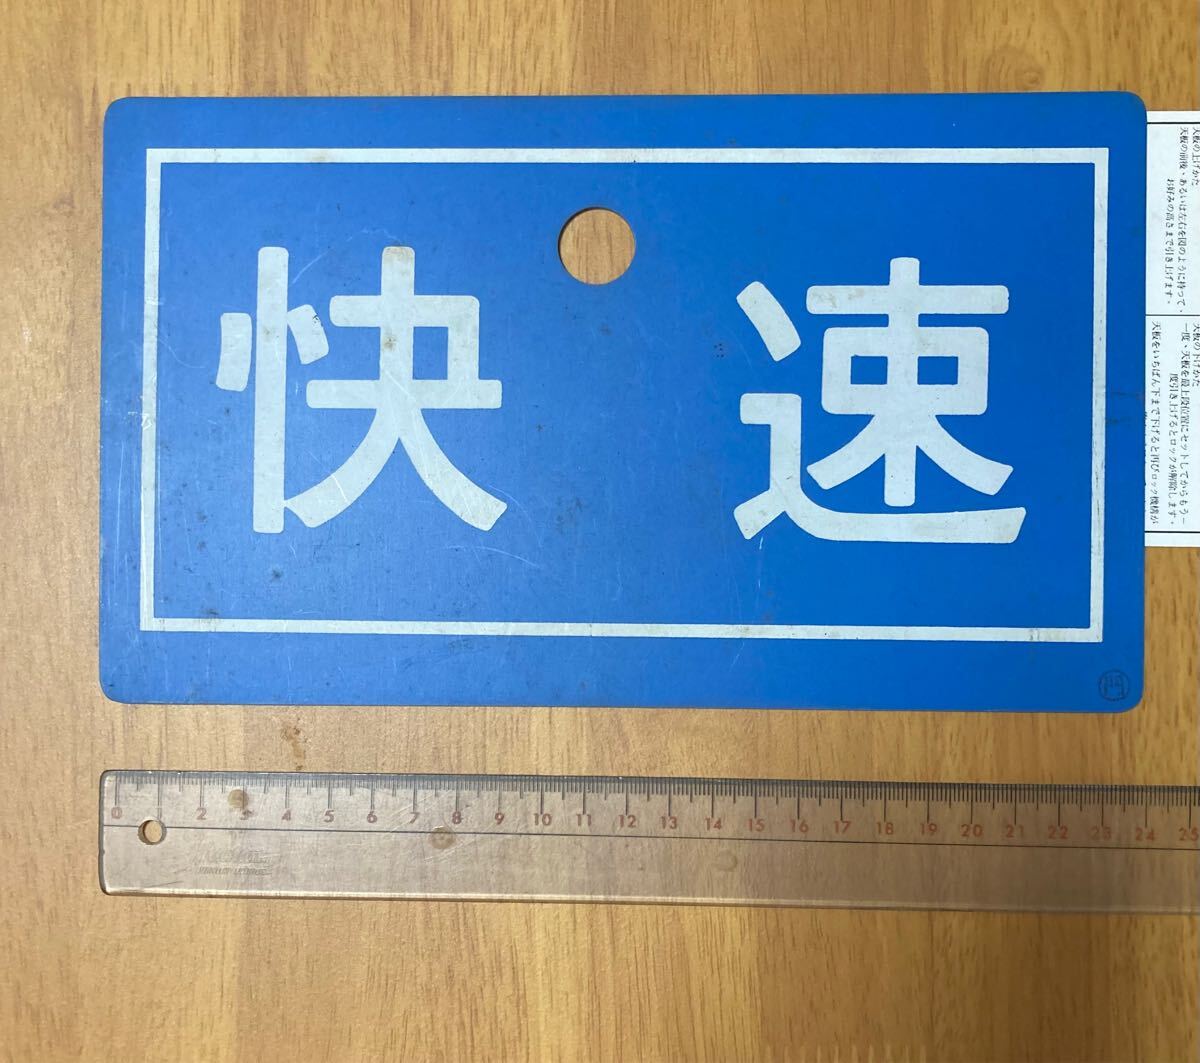 快速
天板の上げかた
天板の前後・あるいは左右を図のように持って、
お好みの高さまで引き上げます。
天板の下げかた
一度、天板を最上段位置にセットしてからもう一
度引き上げるとロックが解除します。
天板をいちばん下まで下げると再びロック機構が
0 2 3 4 5 6 7 8 9 10 11 12 13 14 15 16 17 18 19 20 21 22 23 24 25